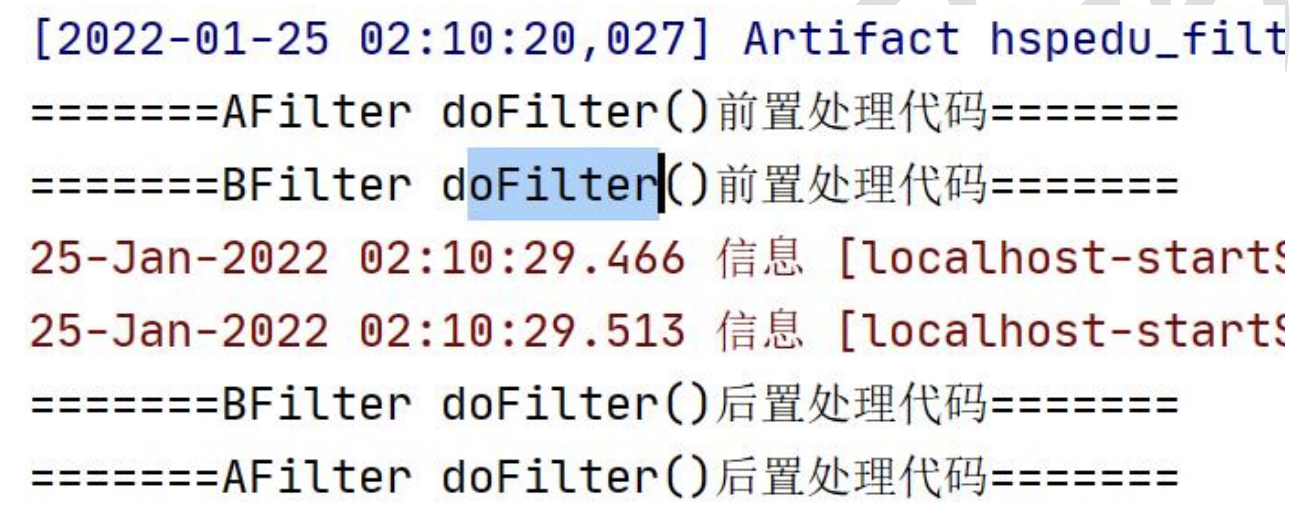 [2022-01-25 02:10:20,027] Artifact hspedu_filt
=======AFilter doFilter()前置处理代码=======
=======BFilter doFilter()前置处理代码=======
25-Jan-2022 02:10:29.466 信息 [localhost-start
25-Jan-2022 02:10:29.513 信息 [localhost-start
=======BFilter doFilter()后置处理代码=======
=======AFilter doFilter()后置处理代码=======